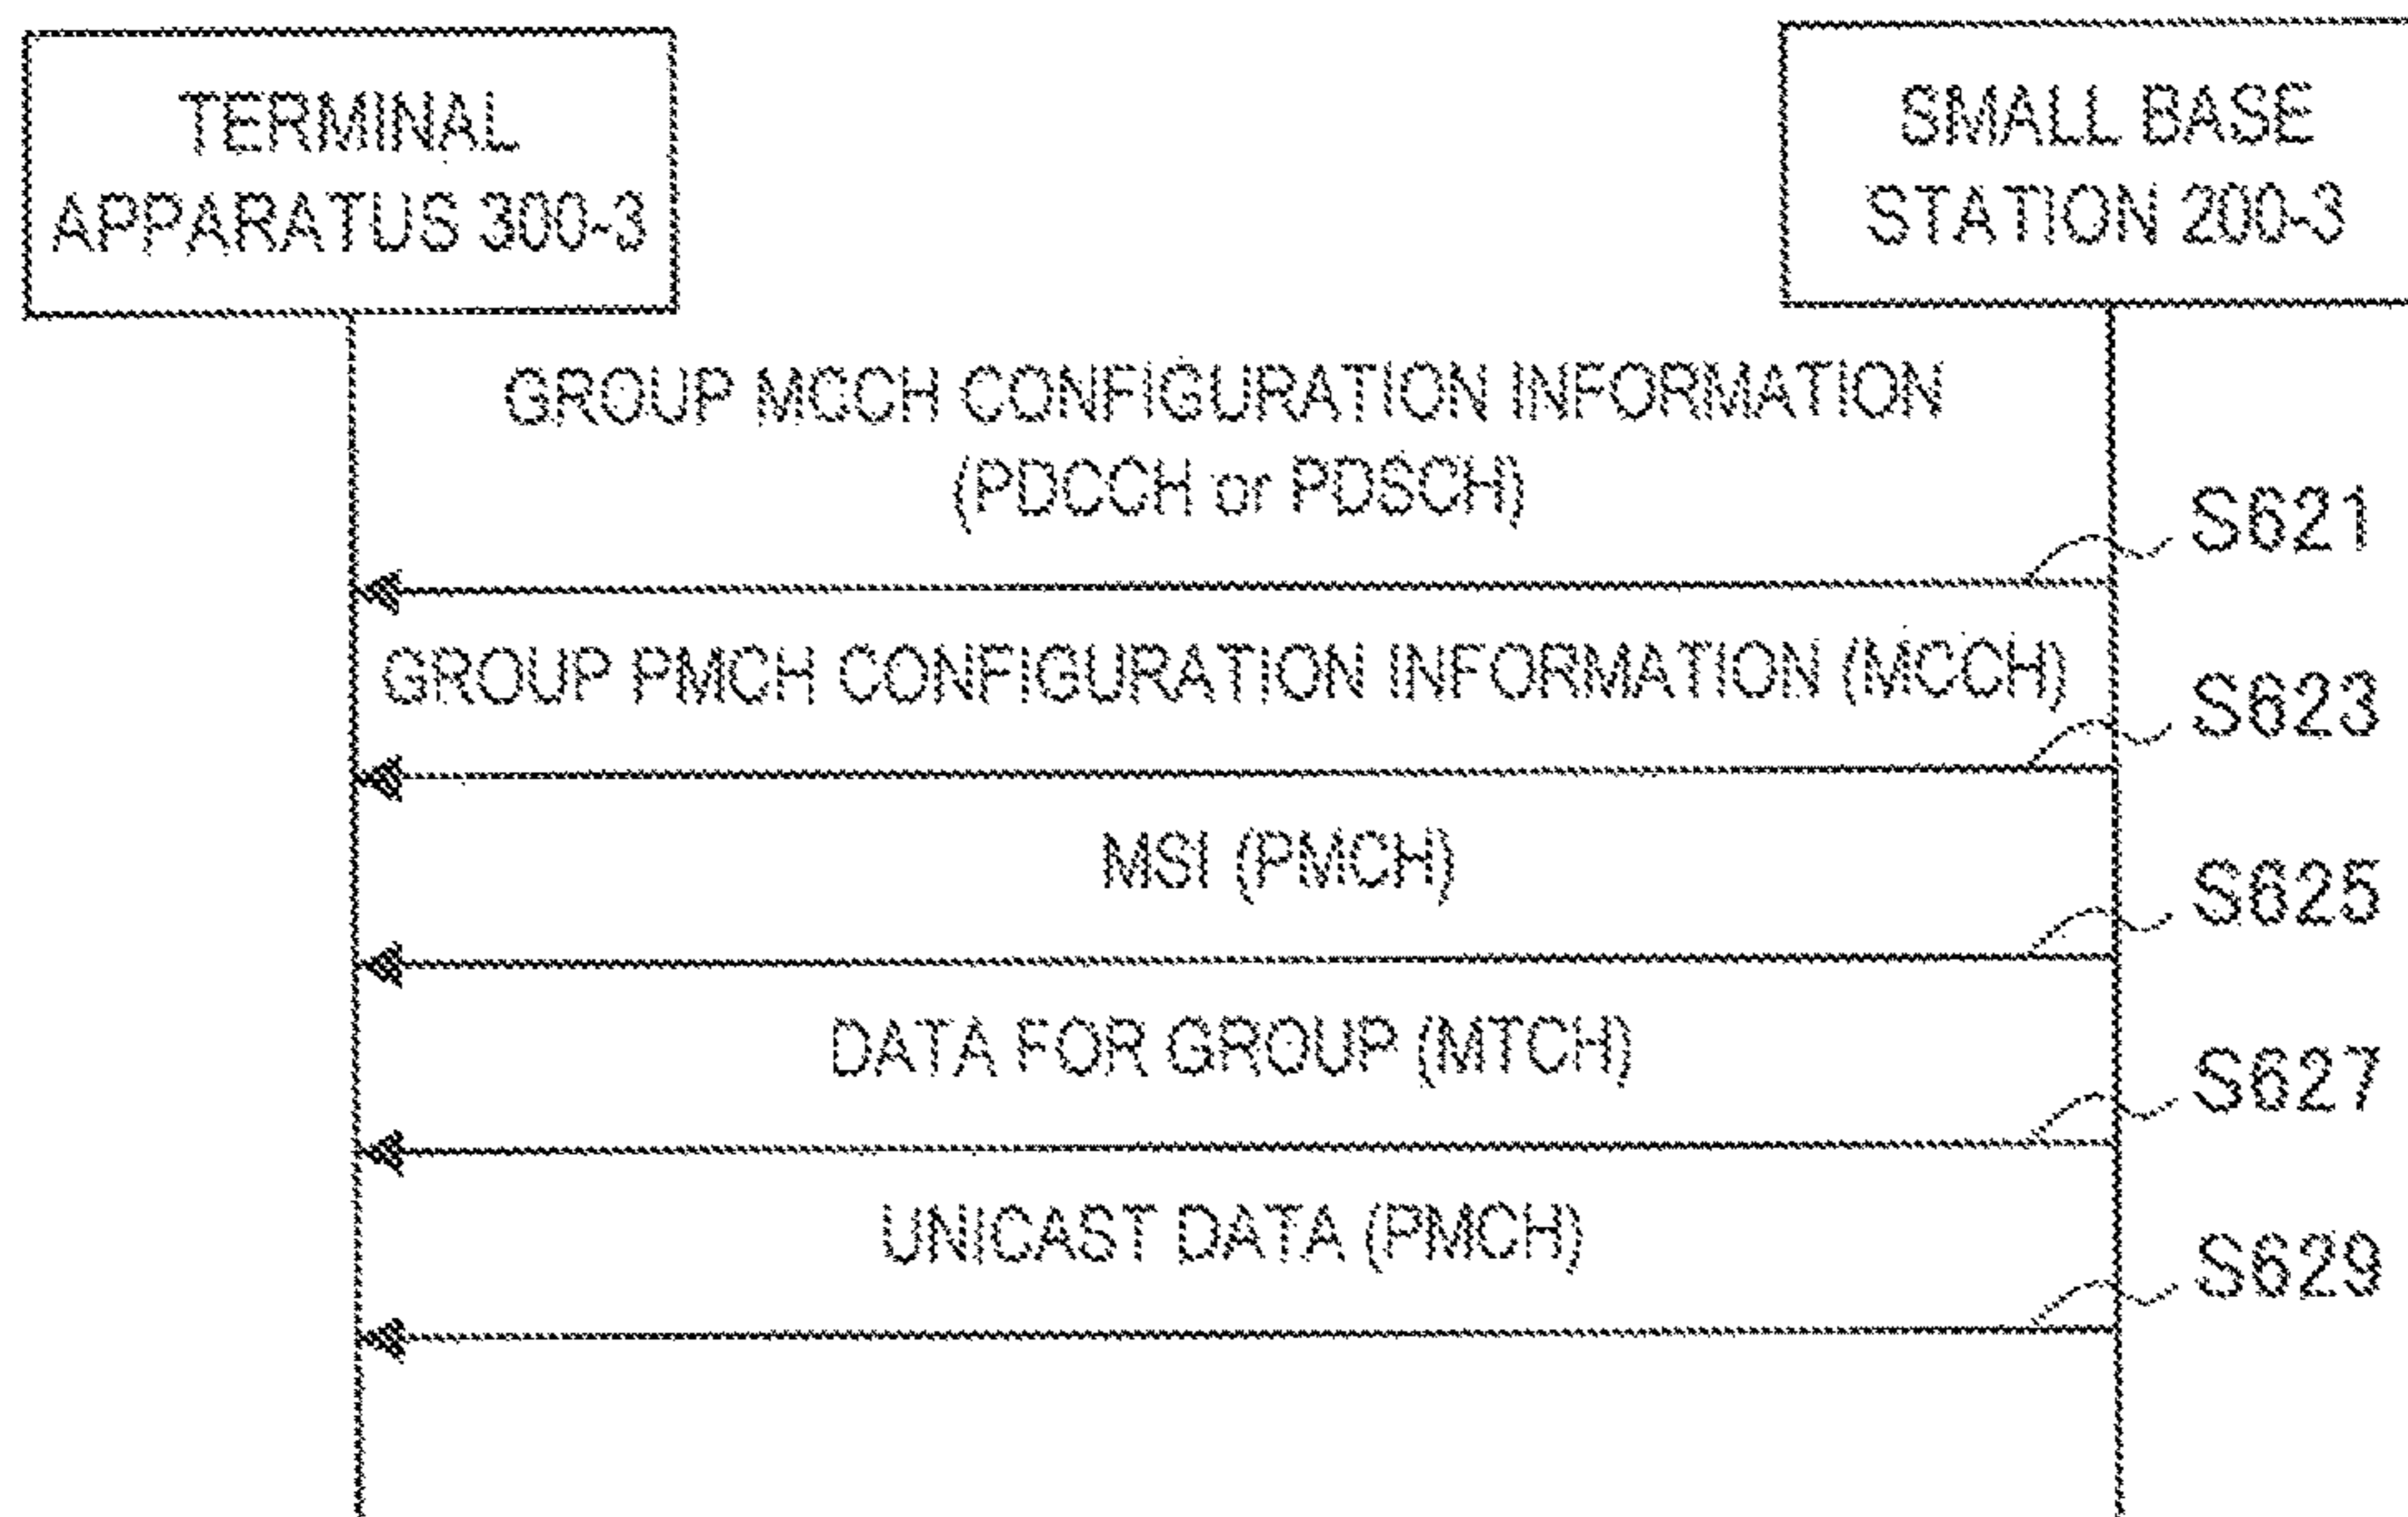 TERMINAL
APPARATUS 300-3
SMALL BASE
STATION 200-3
GROUP MCCH CONFIGURATION INFORMATION
(PDCCH or PDSCH)
S621
GROUP PMCH CONFIGURATION INFORMATION (MCCH)
S623
MSI (PMCH)
S625
DATA FOR GROUP (MTCH)
S627
UNICAST DATA (PMCH)
S629